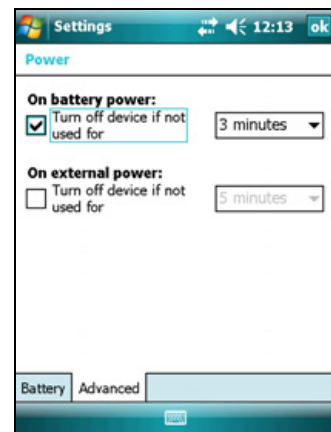 Settings 12:13 ok
Power
On battery power:
Turn off device if not
used for
3 minutes
On external power:
Turn off device if not
used for
5 minutes
Battery Advanced